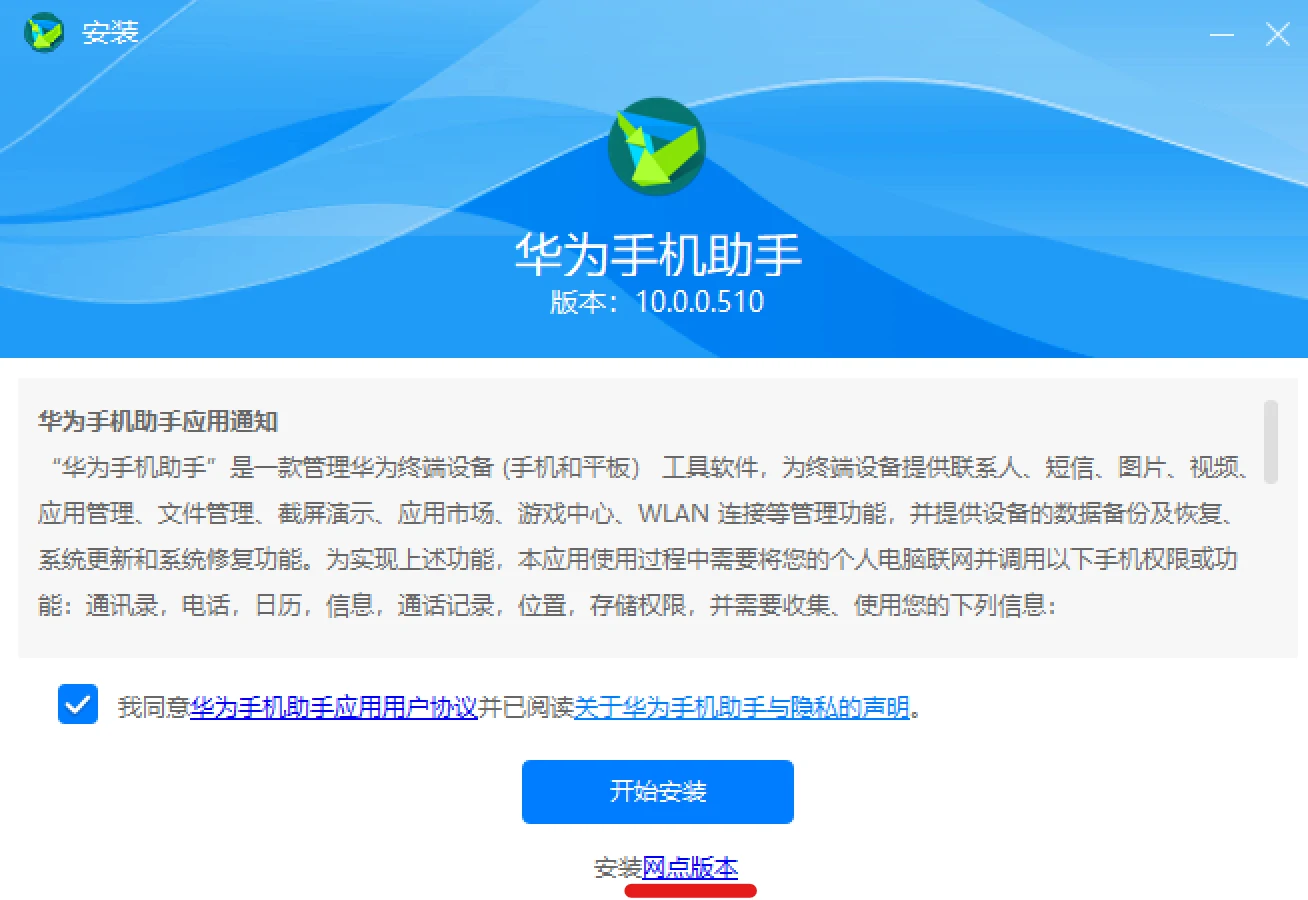 安装
华为手机助手
版本：10.0.0.510
华为手机助手应用通知
“华为手机助手”是一款管理华为终端设备 (手机和平板） 工具软件，为终端设备提供联系人、短信、图片、视频、
应用管理、文件管理、截屏演示、应用市场、游戏中心、WLAN 连接等管理功能，并提供设备的数据备份及恢复、
系统更新和系统修复功能。为实现上述功能，本应用使用过程中需要将您的个人电脑联网并调用以下手机权限或功
能：通讯录，电话，日历，信息，通话记录，位置，存储权限，并需要收集、使用您的下列信息：
我同意华为手机助手应用用户协议并已阅读关于华为手机助手与隐私的声明。
开始安装
安装网点版本